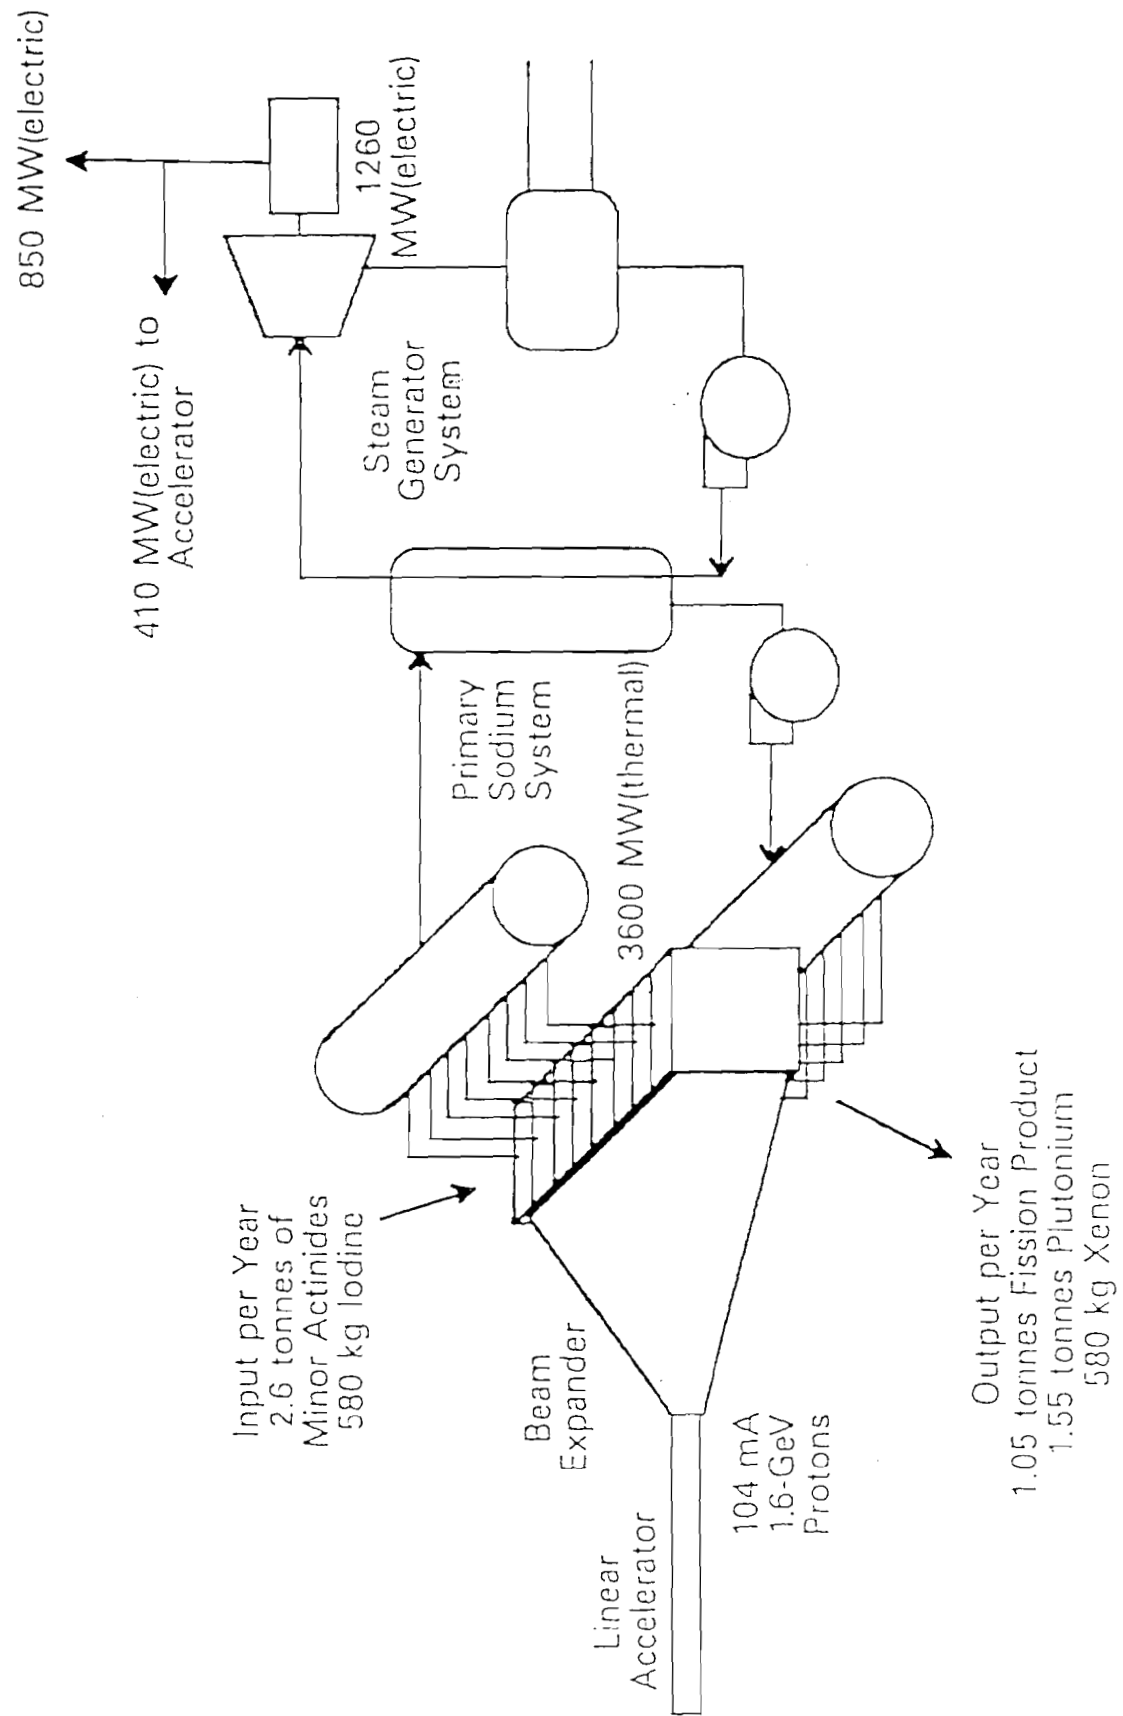 Linear
Accelerator
104 mA
1.6-GeV
Protons
Beam
Expander
Input per Year
2.6 tonnes of
Minor Actinides
580 kg Iodine
Output per Year
1.05 tonnes Fission Product
1.55 tonnes Plutonium
580 kg Xenon
3600 MW(thermal)
Primary
Sodium
System
Steam
Generator
System
410 MW(electric) to
Accelerator
850 MW(electric)
1260
MW(electric)